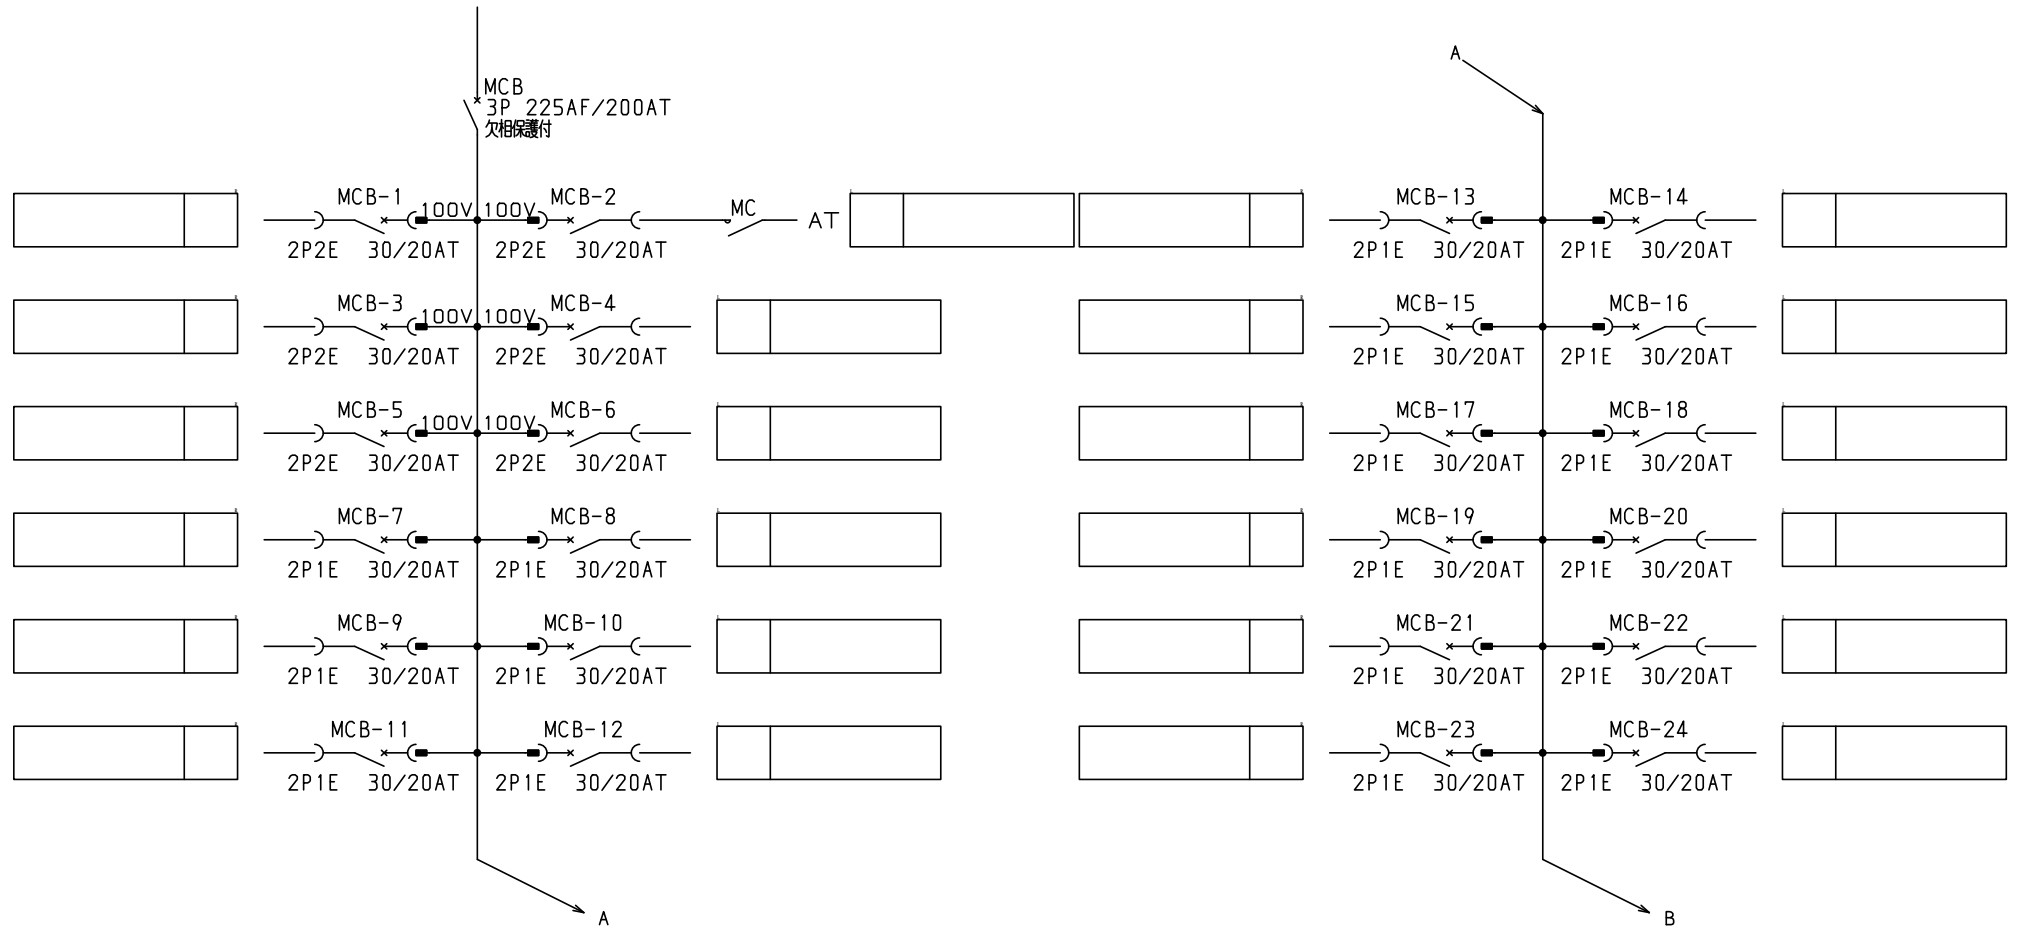 MCB
3P 225AF/200AT
欠相保護付
A
MCB-1 100V 100V MCB-2 MC AT
2P2E 30/20AT 2P2E 30/20AT
MCB-3 100V 100V MCB-4
2P2E 30/20AT 2P2E 30/20AT
MCB-5 100V 100V MCB-6
2P2E 30/20AT 2P2E 30/20AT
MCB-7 MCB-8
2P1E 30/20AT 2P1E 30/20AT
MCB-9 MCB-10
2P1E 30/20AT 2P1E 30/20AT
MCB-11 MCB-12
2P1E 30/20AT 2P1E 30/20AT
A
MCB-13 MCB-14
2P1E 30/20AT 2P1E 30/20AT
MCB-15 MCB-16
2P1E 30/20AT 2P1E 30/20AT
MCB-17 MCB-18
2P1E 30/20AT 2P1E 30/20AT
MCB-19 MCB-20
2P1E 30/20AT 2P1E 30/20AT
MCB-21 MCB-22
2P1E 30/20AT 2P1E 30/20AT
MCB-23 MCB-24
2P1E 30/20AT 2P1E 30/20AT
B